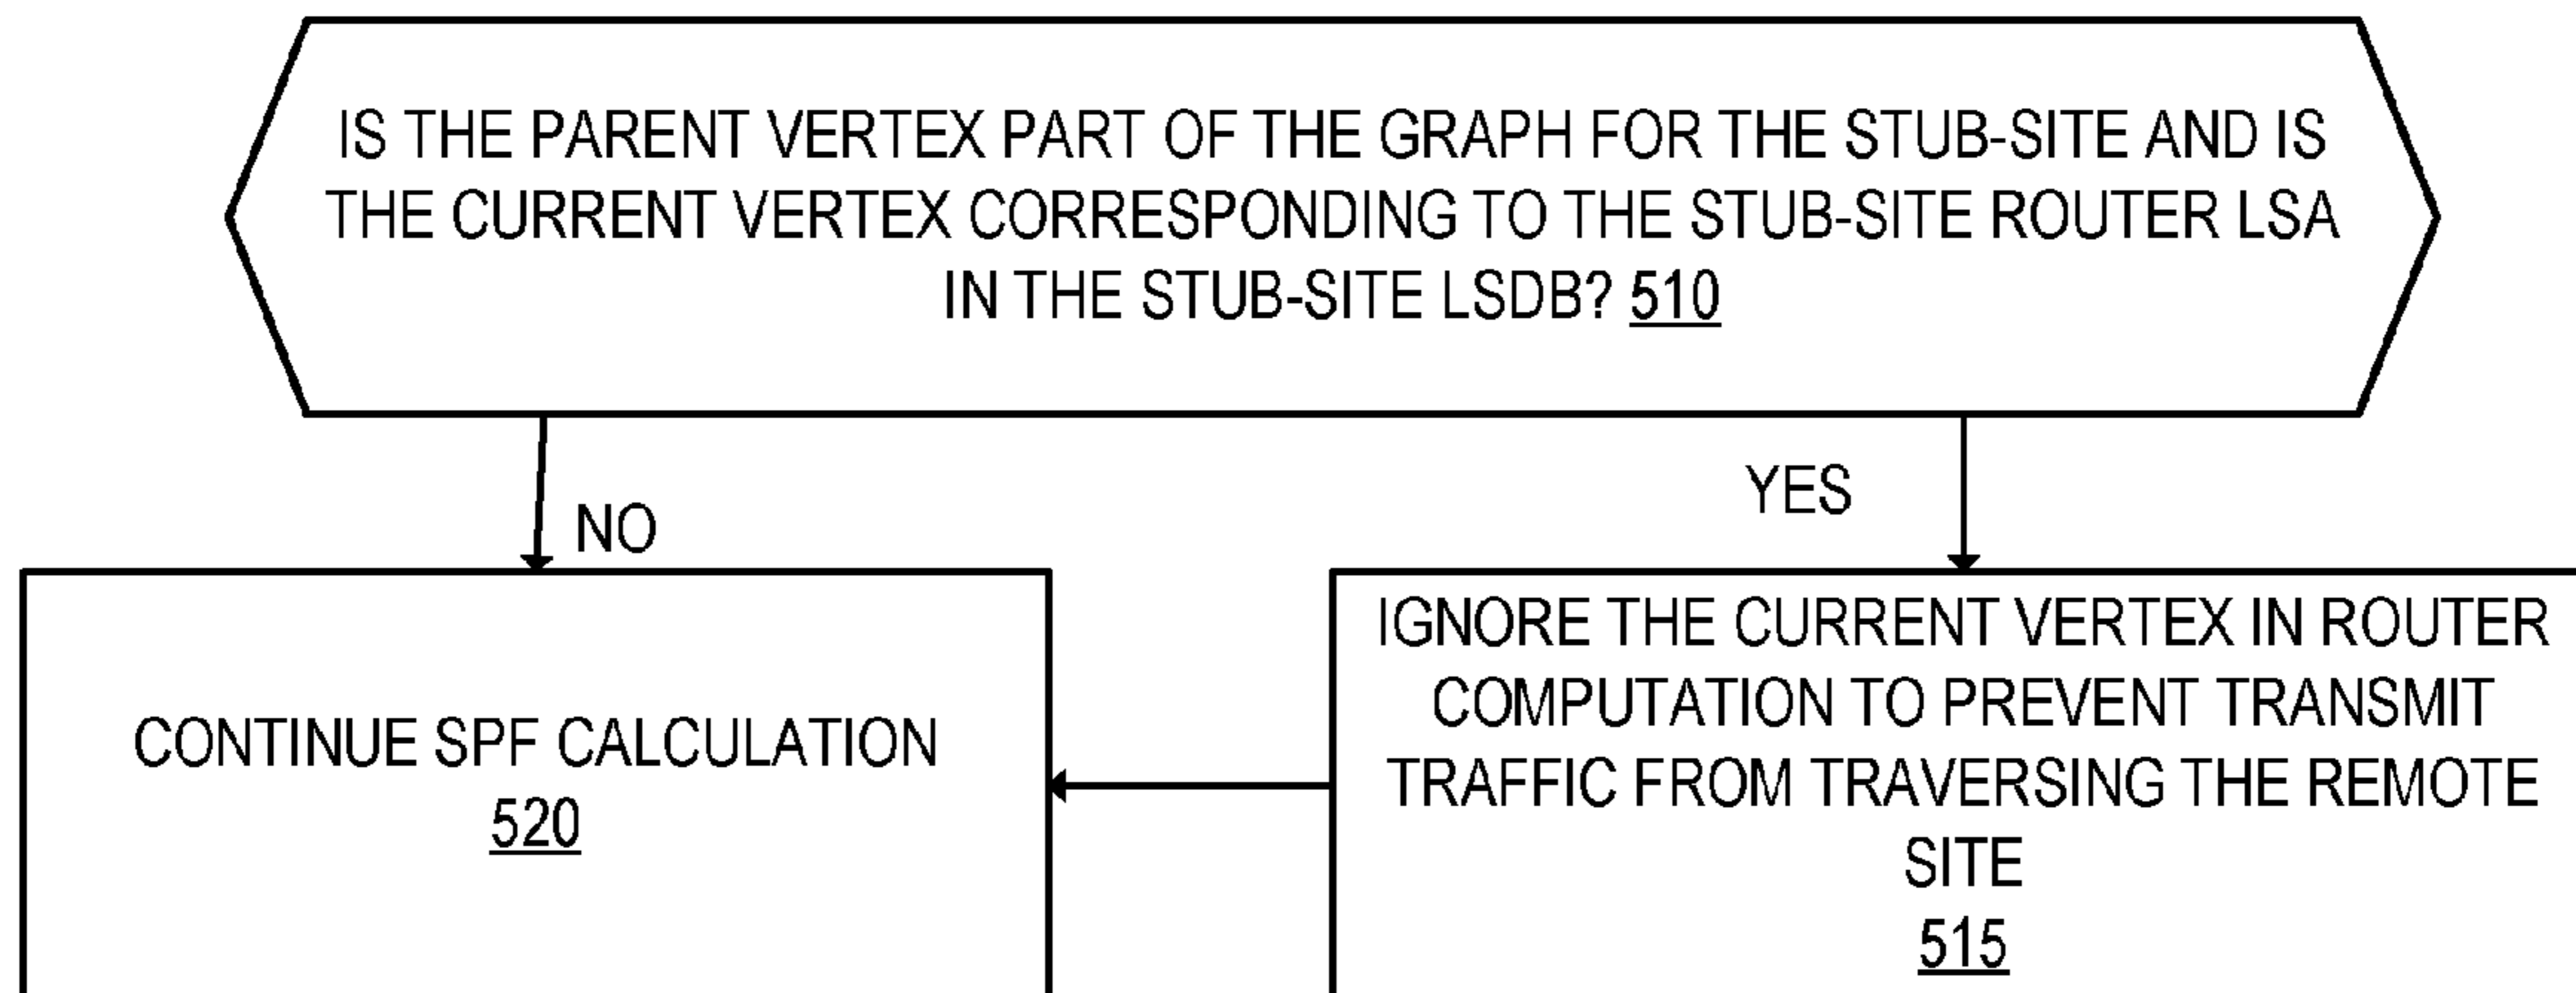 IS THE PARENT VERTEX PART OF THE GRAPH FOR THE STUB-SITE AND IS
THE CURRENT VERTEX CORRESPONDING TO THE STUB-SITE ROUTER LSA
IN THE STUB-SITE LSDB? 510
NO
YES
CONTINUE SPF CALCULATION
520
IGNORE THE CURRENT VERTEX IN ROUTER
COMPUTATION TO PREVENT TRANSMIT
TRAFFIC FROM TRAVERSING THE REMOTE
SITE
515